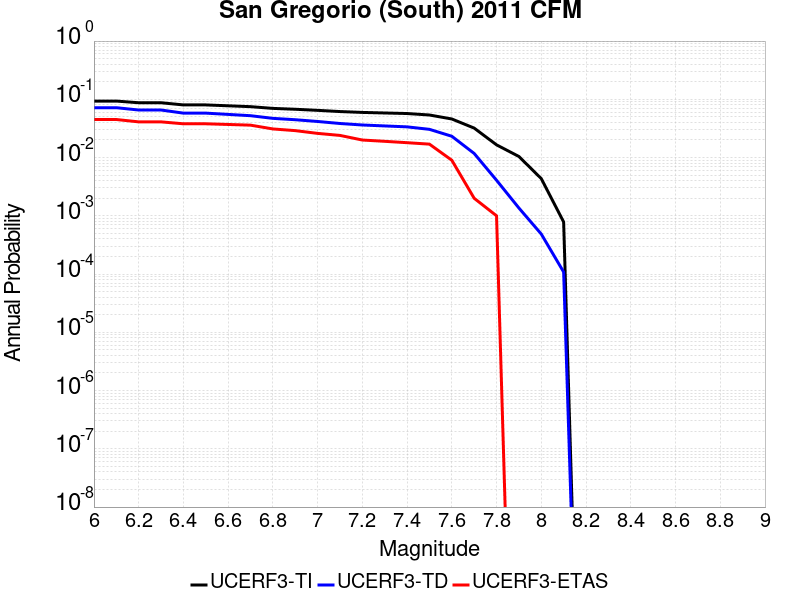 San Gregorio (South) 2011 CFM
10^0
10^-1
10^-2
10^-3
10^-4
10^-5
10^-6
10^-7
10^-8
Annual Probability
6 6.2 6.4 6.6 6.8 7 7.2 7.4 7.6 7.8 8 8.2 8.4 8.6 8.8 9
Magnitude
UCERF3-TI UCERF3-TD UCERF3-ETAS